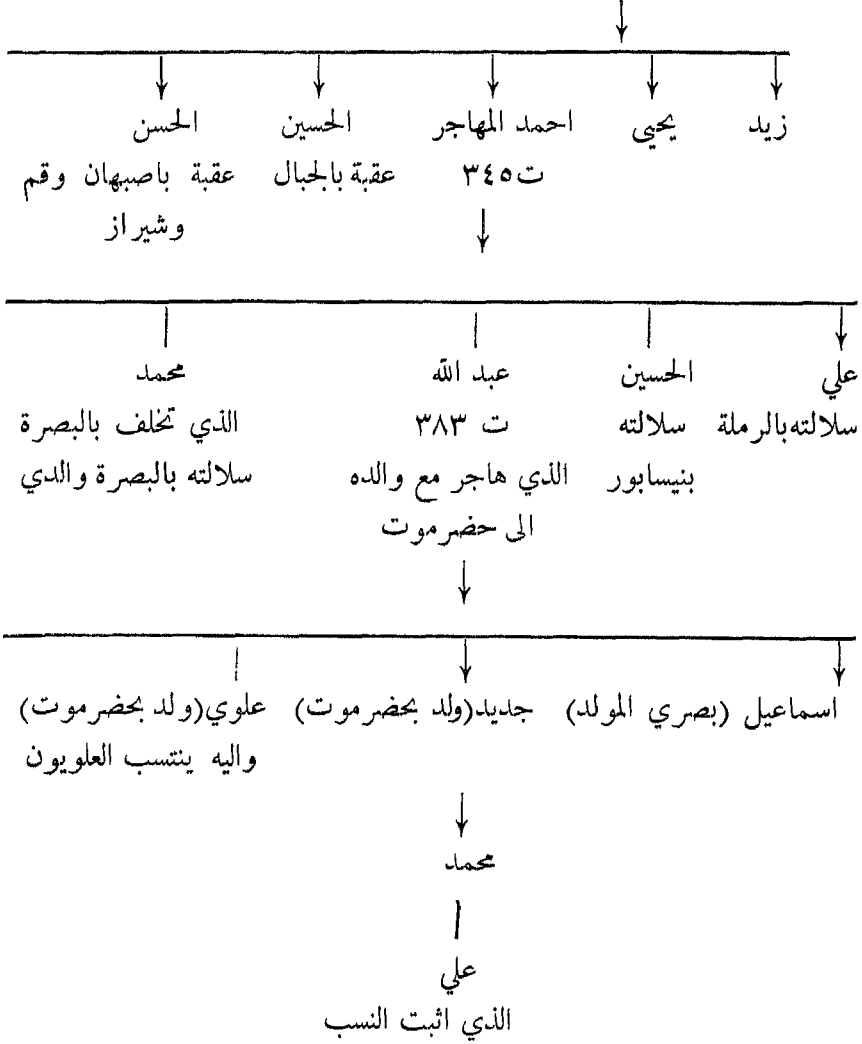 زيد يحيى احمد المهاجر الحسين الحسن
ت ٣٤٥ عقبة بالجبال عقبة باصبهان وقم
وشيراز
علي الحسين عبد الله محمد
سلالته بالرملة سلالته ت ٣٨٣ الذي تخلف بالبصرة
بنيسابور الذي هاجر مع والده سلالته بالبصرة والدي
الى حضرموت
اسماعيل (بصري المولد) جديد(ولد بحضرموت) علوي(ولد بحضرموت)
واليه ينتسب العلويون
محمد
علي
الذي اثبت النسب